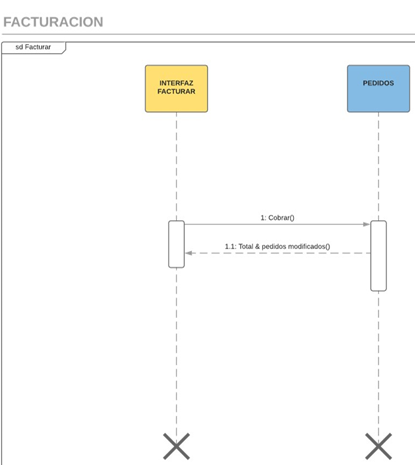 FACTURACION
sd Facturar
INTERFAZ
FACTURAR
PEDIDOS
1: Cobrar()
1.1: Total & pedidos modificados()